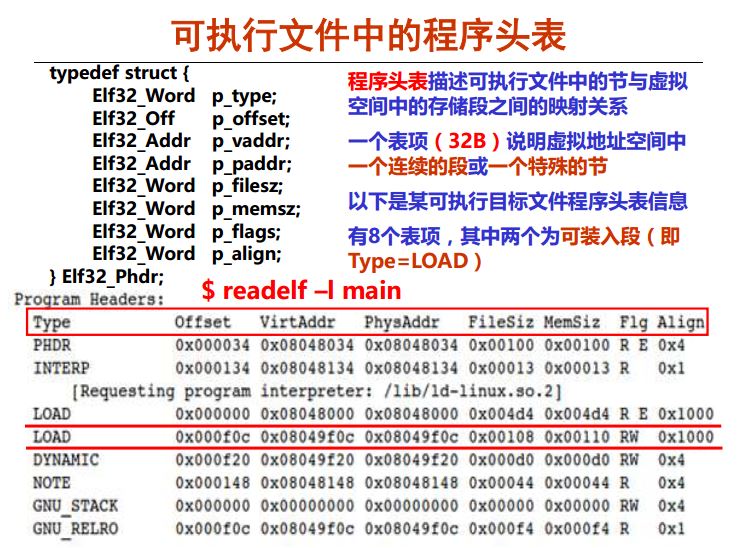 可执行文件中的程序头表
typedef struct {
Elf32_Word p_type;
Elf32_Off p_offset;
Elf32_Addr p_vaddr;
Elf32_Addr p_paddr;
Elf32_Word p_filesz;
Elf32_Word p_memsz;
Elf32_Word p_flags;
Elf32_Word p_align;
} Elf32_Phdr;
程序头表描述可执行文件中的节与虚拟
空间中的存储段之间的映射关系
一个表项（32B）说明虚拟地址空间中
一个连续的段或一个特殊的节
以下是某可执行目标文件程序头表信息
有8个表项，其中两个为可装入段（即
Type=LOAD）
$ readelf –l main
Program Headers:
Type Offset VirtAddr PhysAddr FileSiz MemSiz Flg Align
PHDR 0x000034 0x08048034 0x08048034 0x00100 0x00100 R E 0x4
INTERP 0x000134 0x08048134 0x08048134 0x00013 0x00013 R 0x1
[Requesting program interpreter: /lib/ld-linux.so.2]
LOAD 0x000000 0x08048000 0x08048000 0x004d4 0x004d4 R E 0x1000
LOAD 0x000f0c 0x08049f0c 0x08049f0c 0x00108 0x00110 RW 0x1000
DYNAMIC 0x000f20 0x08049f20 0x08049f20 0x000d0 0x000d0 RW 0x4
NOTE 0x000148 0x08048148 0x08048148 0x00044 0x00044 R 0x4
GNU_STACK 0x000000 0x00000000 0x00000000 0x00000 0x00000 RW 0x4
GNU_RELRO 0x000f0c 0x08049f0c 0x08049f0c 0x000f4 0x000f4 R 0x1